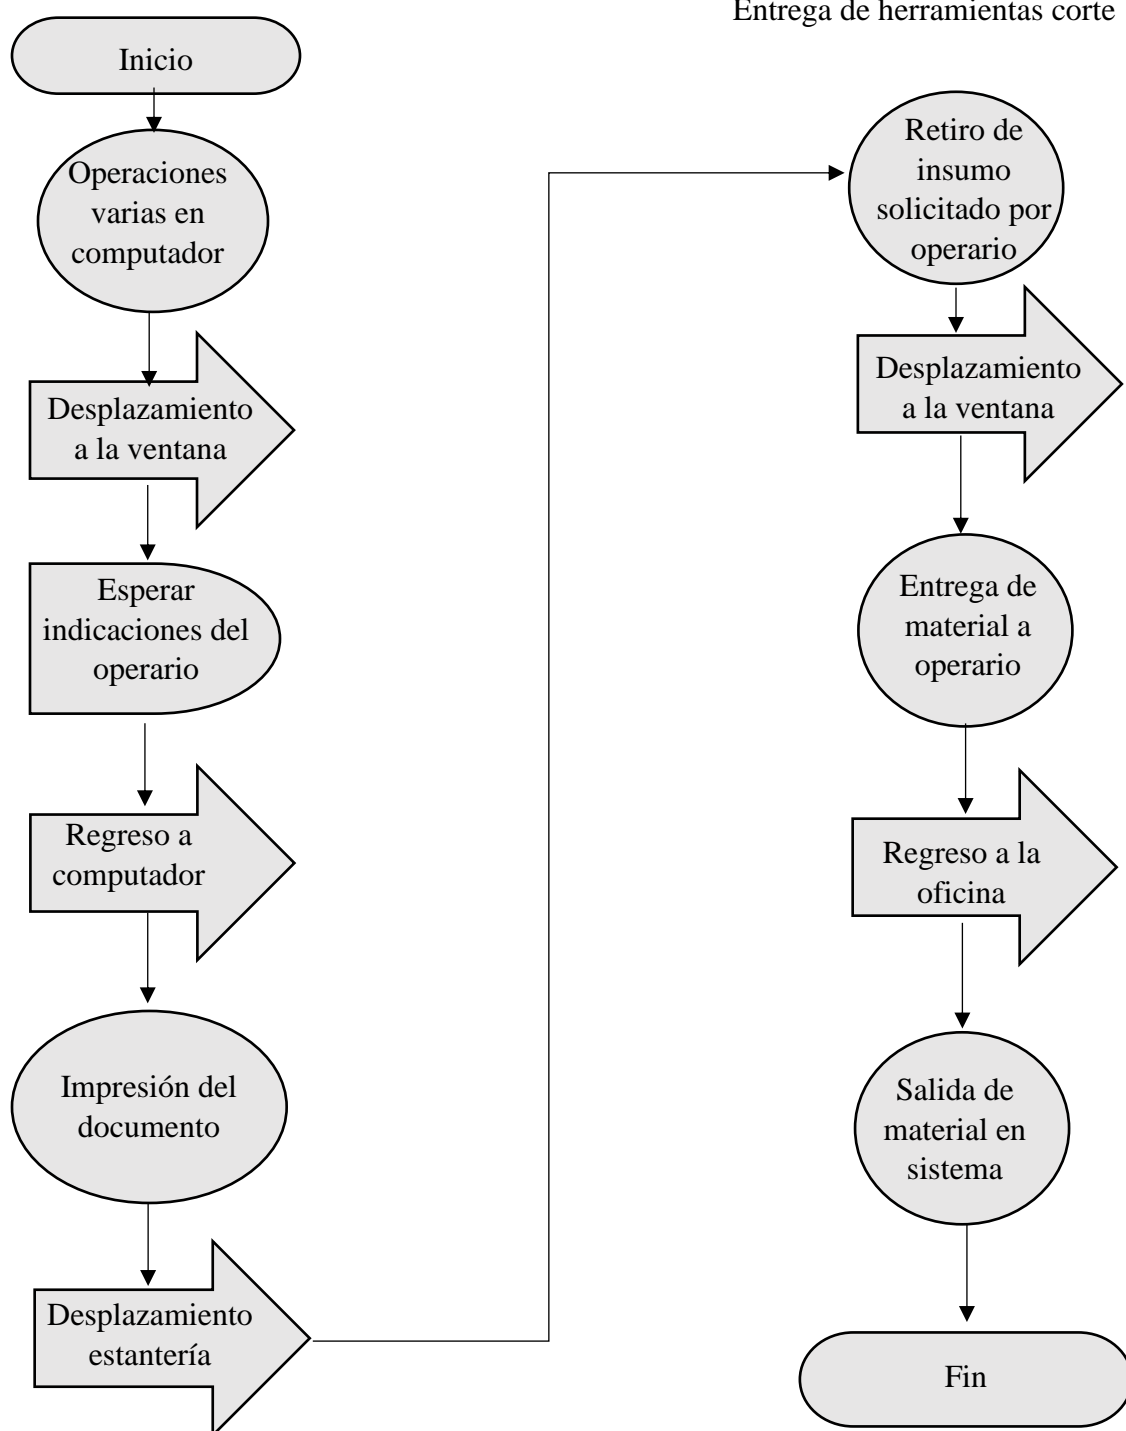 Entrega de herramientas corte
Inicio
Operaciones
varias en
computador
Desplazamiento
a la ventana
Esperar
indicaciones del
operario
Regreso a
computador
Impresión del
documento
Desplazamiento
estantería
Retiro de
insumo
solicitado por
operario
Desplazamiento
a la ventana
Entrega de
material a
operario
Regreso a la
oficina
Salida de
material en
sistema
Fin